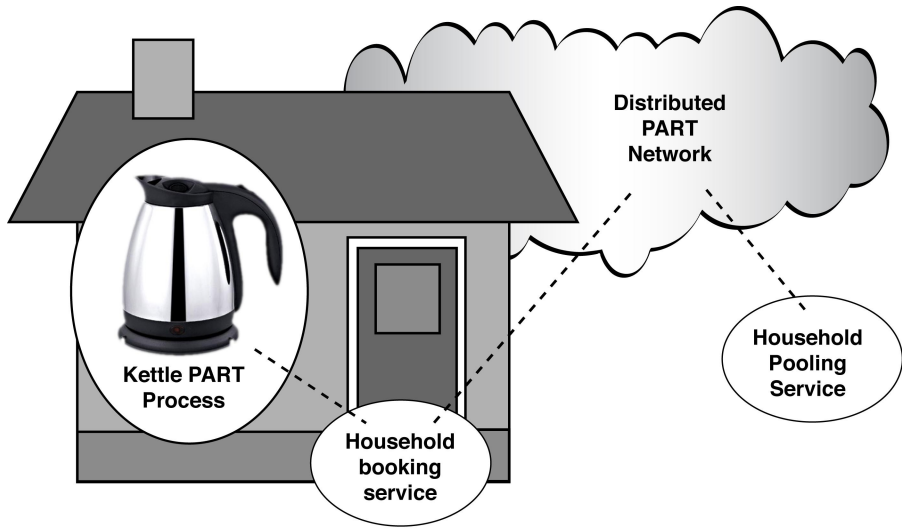 Distributed
PART
Network
Kettle PART
Process
Household
booking
service
Household
Pooling
Service